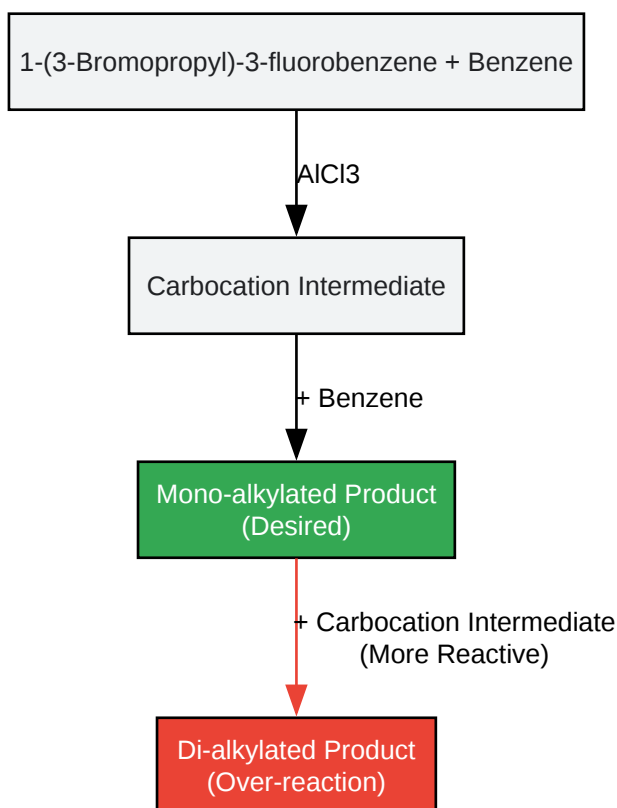 1-(3-Bromopropyl)-3-fluorobenzene + Benzene
AlCl3
Carbocation Intermediate
+ Benzene
Mono-alkylated Product
(Desired)
+ Carbocation Intermediate
(More Reactive)
Di-alkylated Product
(Over-reaction)